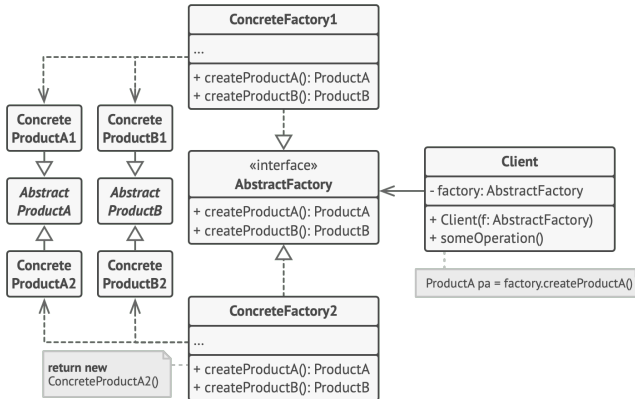 ConcreteFactory1
...
+ createProductA(): ProductA
+ createProductB(): ProductB
Concrete
ProductA1
Concrete
ProductB1
Abstract
ProductA
Abstract
ProductB
Concrete
ProductA2
Concrete
ProductB2
«interface»
AbstractFactory
+ createProductA(): ProductA
+ createProductB(): ProductB
Client
- factory: AbstractFactory
+ Client(f: AbstractFactory)
+ someOperation()
ProductA pa = factory.createProductA()
ConcreteFactory2
...
+ createProductA(): ProductA
+ createProductB(): ProductB
return new
ConcreteProductA2()